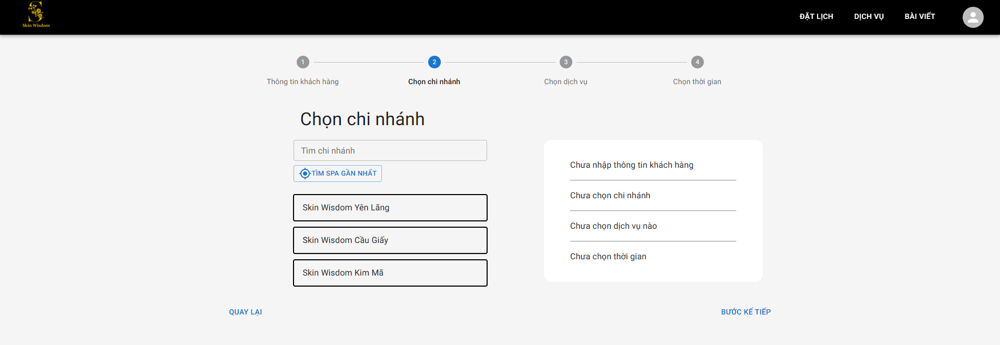 Skin Wisdom
ĐẶT LỊCH
DỊCH VỤ
BÀI VIẾT
1
2
3
4
Thông tin khách hàng
Chọn chi nhánh
Chọn dịch vụ
Chọn thời gian
Chọn chi nhánh
Tìm chi nhánh
TÌM SPA GẦN NHẤT
Skin Wisdom Yên Lãng
Skin Wisdom Cầu Giấy
Skin Wisdom Kim Mã
Chưa nhập thông tin khách hàng
Chưa chọn chi nhánh
Chưa chọn dịch vụ nào
Chưa chọn thời gian
QUAY LẠI
BƯỚC KẾ TIẾP